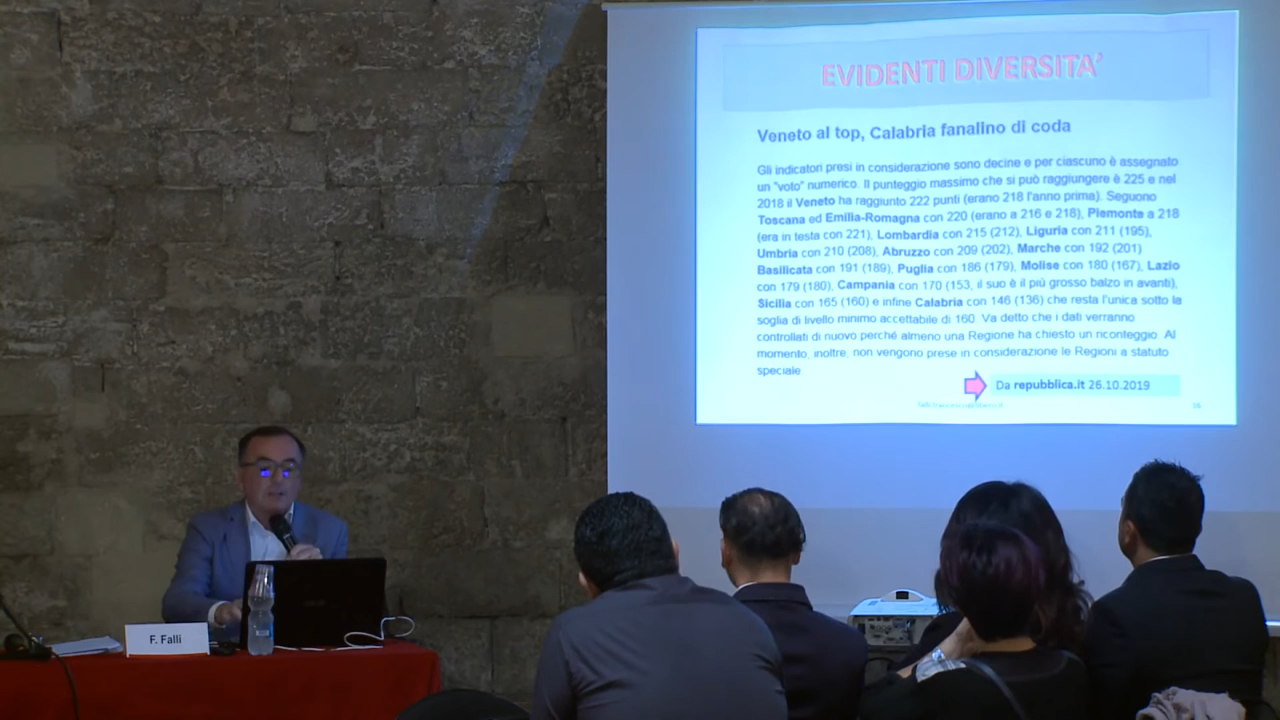 EVIDENTI DIVERSITA'
Veneto al top, Calabria fanalino di coda
Gli indicatori presi in considerazione sono decine e per ciascuno è assegnato
un "voto" numerico. Il punteggio massimo che si può raggiungere è 225 e nel
2018 il Veneto ha raggiunto 222 punti (erano 218 l'anno prima). Seguono
Toscana ed Emilia-Romagna con 220 (erano a 216 e 218), Piemonte a 218
(era in testa con 221), Lombardia con 215 (212), Liguria con 211 (195),
Umbria con 210 (208), Abruzzo con 209 (202), Marche con 192 (201)
Basilicata con 191 (189), Puglia con 186 (179), Molise con 180 (167), Lazio
con 179 (180), Campania con 170 (153, il suo è il più grosso balzo in avanti),
Sicilia con 165 (160) e infine Calabria con 146 (136) che resta l'unica sotto la
soglia di livello minimo accettabile di 160. Va detto che i dati verranno
controllati di nuovo perché almeno una Regione ha chiesto un riconteggio. Al
momento, inoltre, non vengono prese in considerazione le Regioni a statuto
speciale
Da repubblica.it 26.10.2019
16
F. Falli